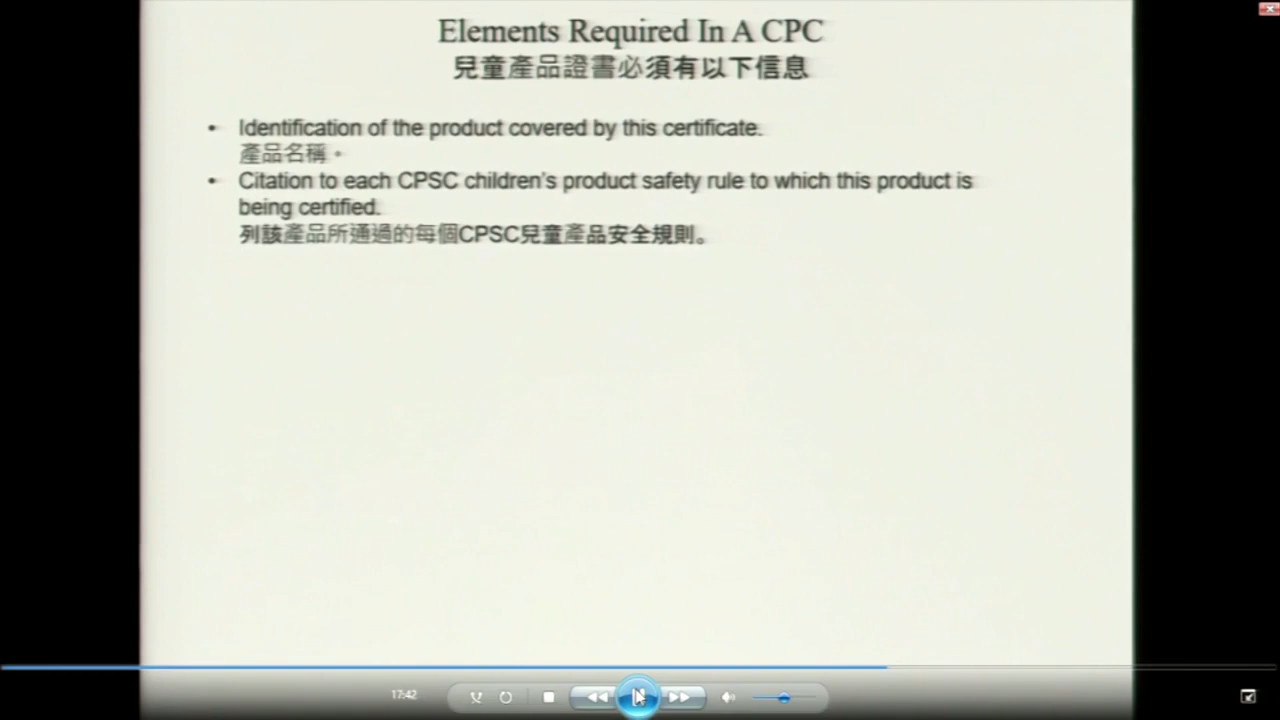 Elements Required In A CPC
兒童產品證書必須有以下信息
• Identification of the product covered by this certificate.
產品名稱。
• Citation to each CPSC children's product safety rule to which this product is
being certified.
列該產品所通過的每個CPSC兒童產品安全規則。
17:42